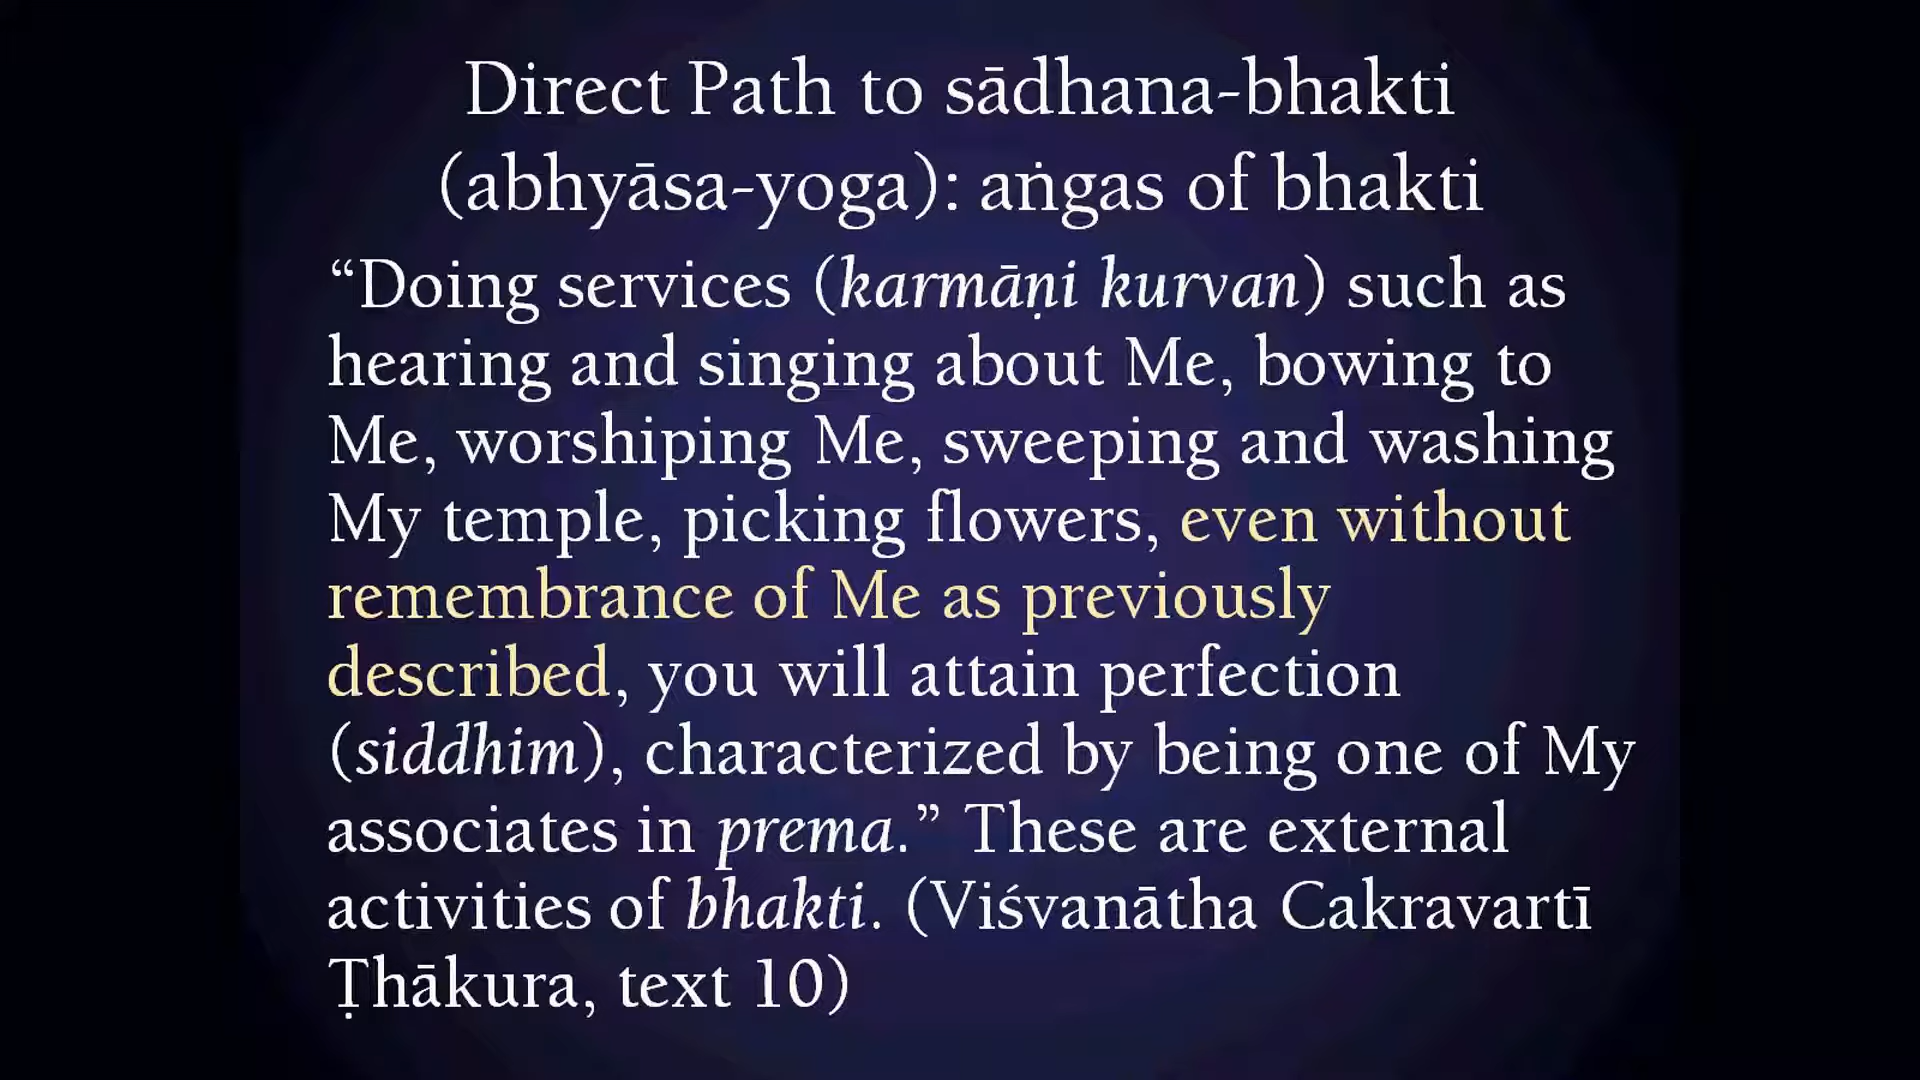 Direct Path to sādhana-bhakti
(abhyāsa-yoga): aṅgas of bhakti
“Doing services (karmāṇi kurvan) such as
hearing and singing about Me, bowing to
Me, worshiping Me, sweeping and washing
My temple, picking flowers, even without
remembrance of Me as previously
described, you will attain perfection
(siddhim), characterized by being one of My
associates in prema.” These are external
activities of bhakti. (Viśvanātha Cakravartī
Ṭhākura, text 10)